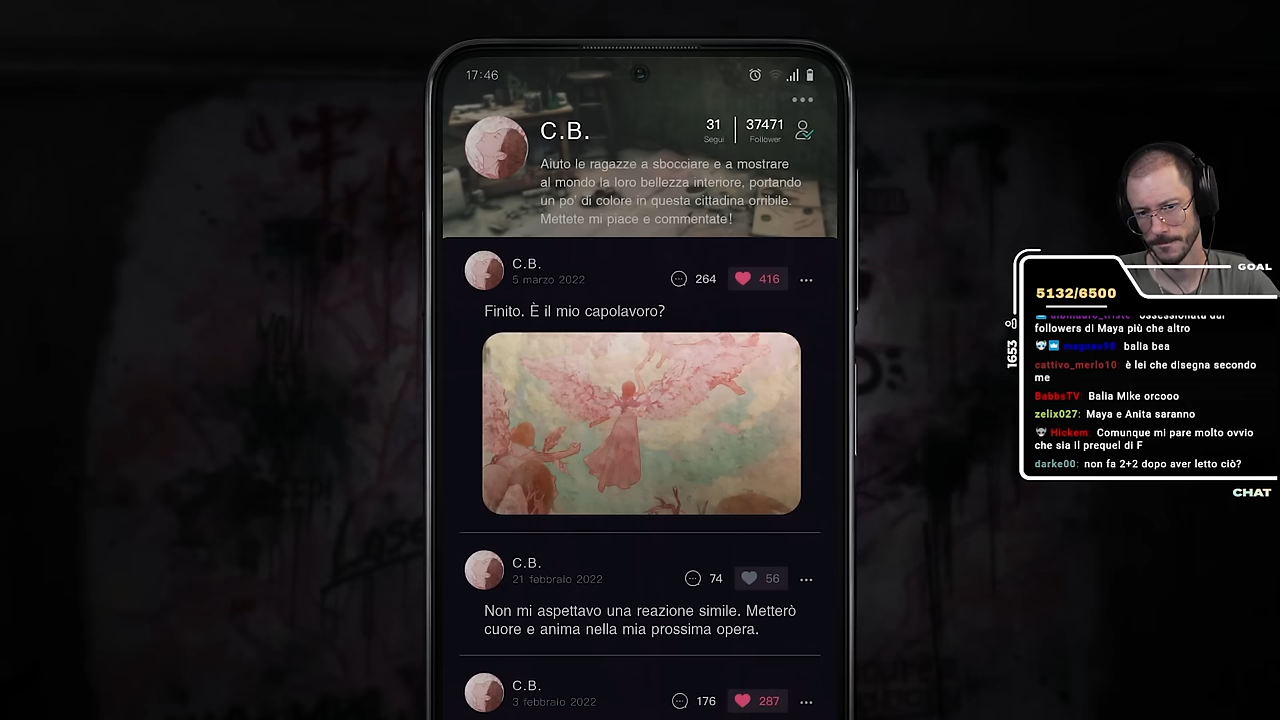 17:46
C.B.
31
Segui
37471
Follower
Aiuto le ragazze a sbocciare e a mostrare
al mondo la loro bellezza interiore, portando
un po' di colore in questa cittadina orribile.
Mettete mi piace e commentate!
C.B.
5 marzo 2022
264
416
Finito. È il mio capolavoro?
C.B.
21 febbraio 2022
74
56
Non mi aspettavo una reazione simile. Metterò
cuore e anima nella mia prossima opera.
C.B.
3 febbraio 2022
176
287
GOAL
5132/6500
1653
followers di Maya più che altro
balia bea
cattivo_merlo10: è lei che disegna secondo
me
BabbsTV: Balia Mike orcooo
zelix027: Maya e Anita saranno
Hickem: Comunque mi pare molto ovvio
che sia il prequel di F
darke00: non fa 2+2 dopo aver letto ciò?
CHAT